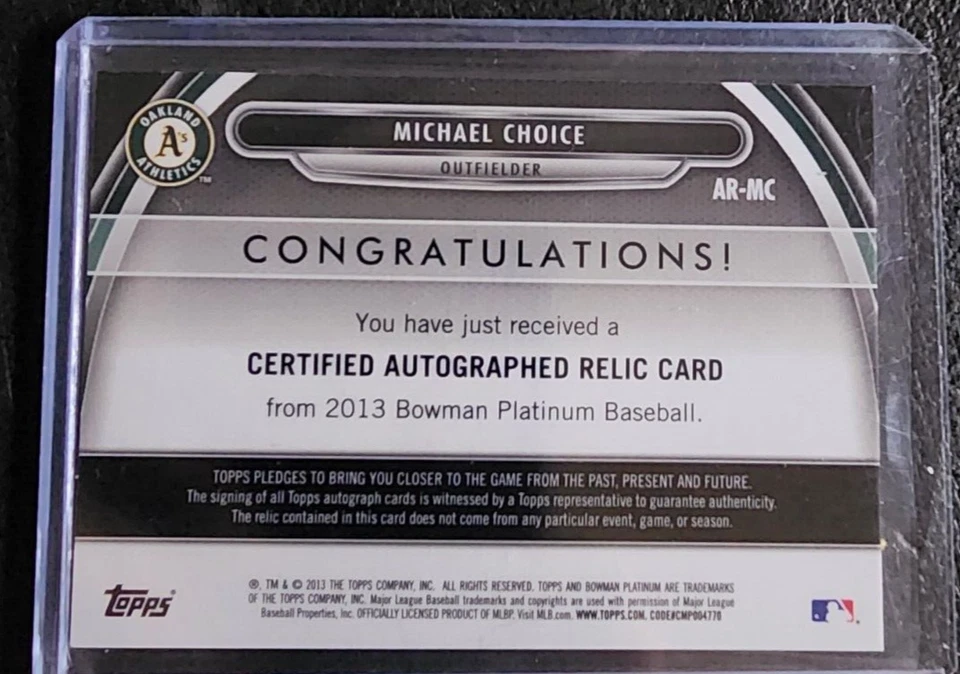 OAKLAND
A's
ATHLETICS
TM
MICHAEL CHOICE
OUTFIELDER
AR-MC
CONGRATULATIONS!
You have just received a
CERTIFIED AUTOGRAPHED RELIC CARD
from 2013 Bowman Platinum Baseball.
TOPPS PLEDGES TO BRING YOU CLOSER TO THE GAME FROM THE PAST, PRESENT AND FUTURE.
The signing of all Topps autograph cards is witnessed by a Topps representative to guarantee authenticity.
The relic contained in this card does not come from any particular event, game, or season.
topps®
®, TM & © 2013 THE TOPPS COMPANY, INC. ALL RIGHTS RESERVED. TOPPS AND BOWMAN PLATINUM ARE TRADEMARKS
OF THE TOPPS COMPANY, INC. Major League Baseball trademarks and copyrights are used with permission of Major League
Baseball Properties, Inc. OFFICIALLY LICENSED PRODUCT OF MLBP. Visit MLB.com. WWW.TOPPS.COM. CODE#CMP004770